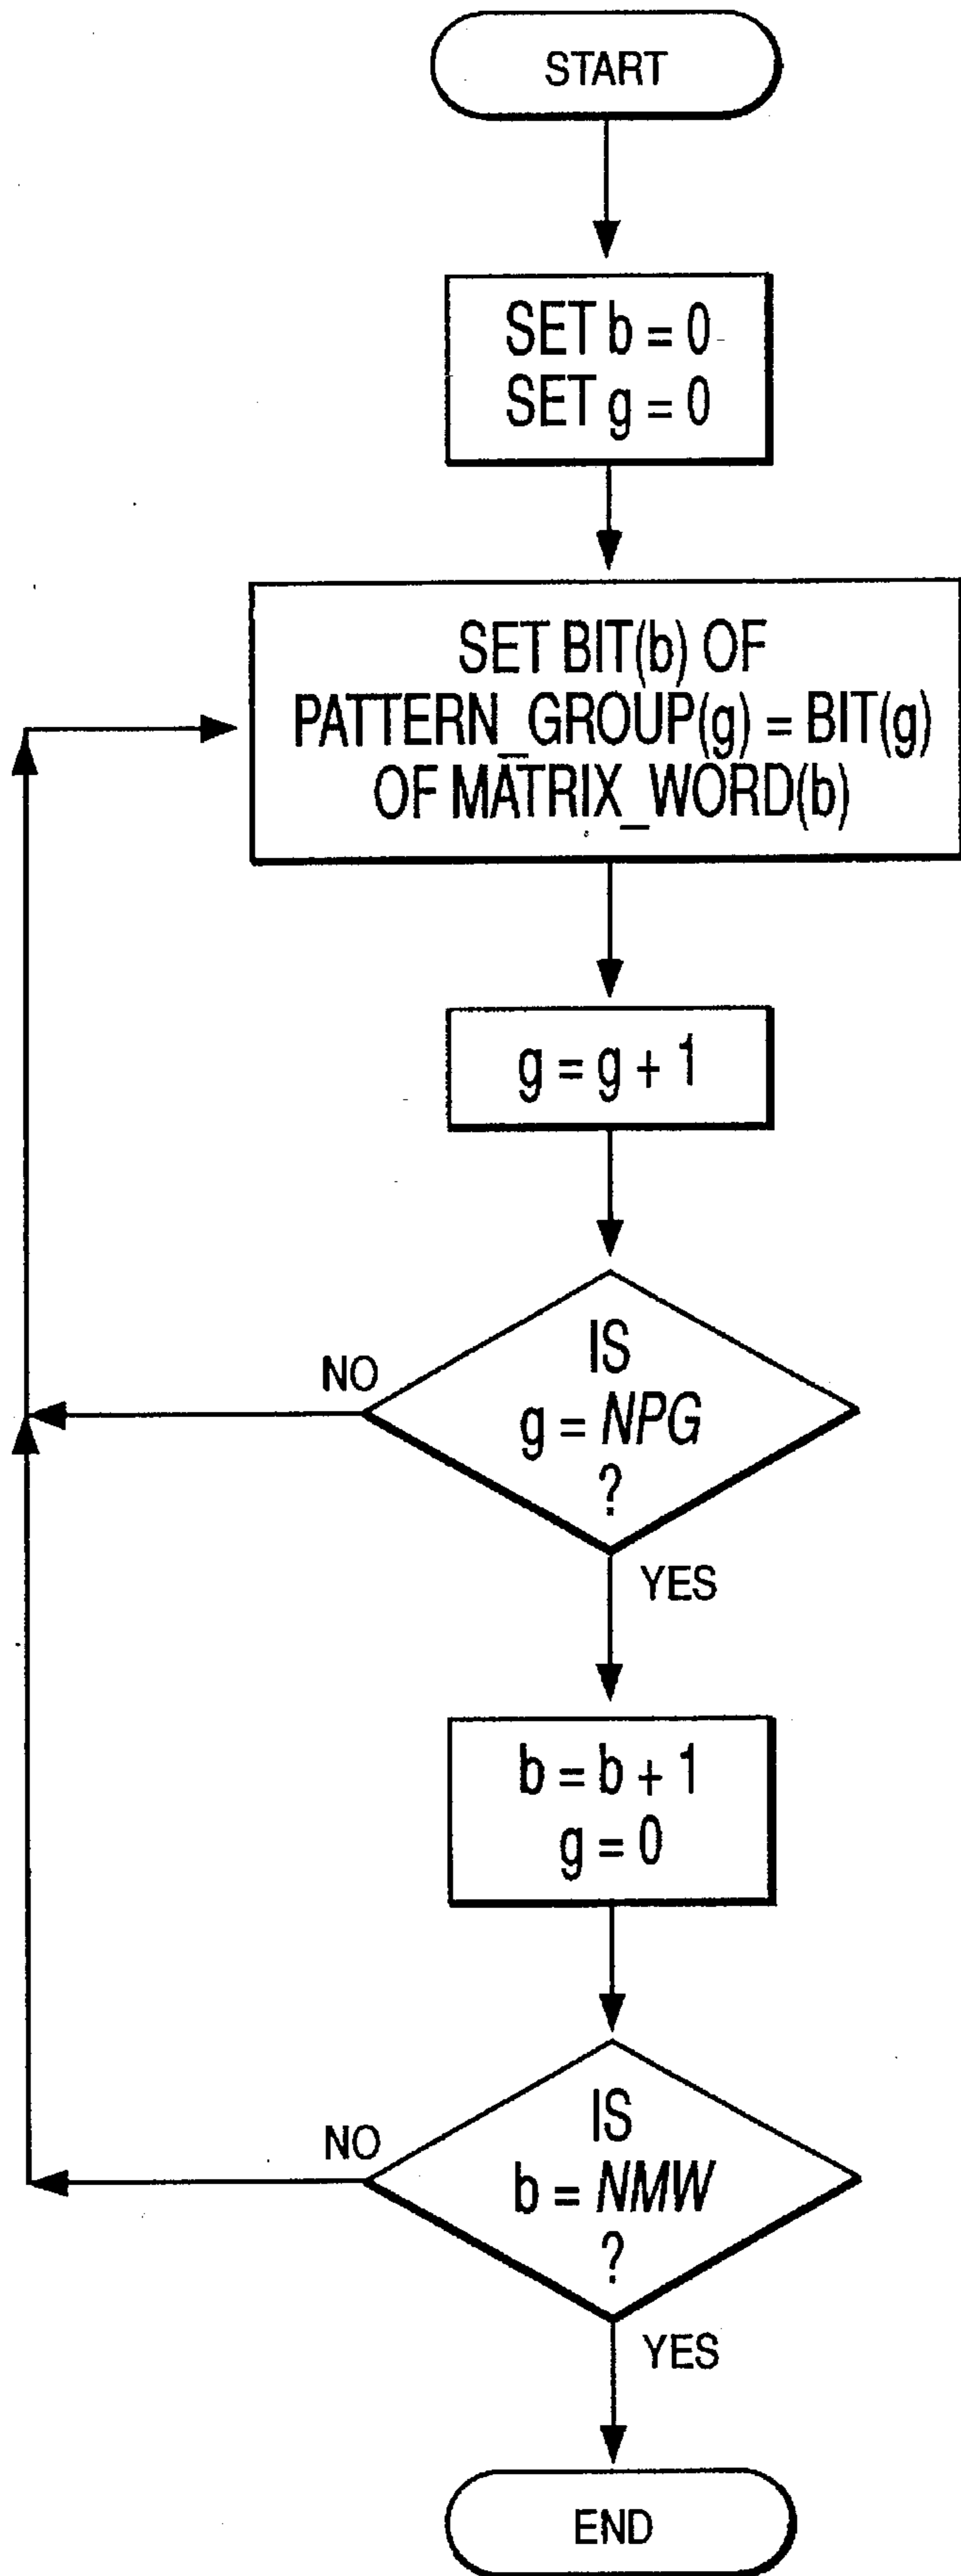 START
SET b = 0
SET g = 0
SET BIT(b) OF
PATTERN_GROUP(g) = BIT(g)
OF MATRIX_WORD(b)
g = g + 1
IS
g = NPG
?
NO
YES
b = b + 1
g = 0
IS
b = NMW
?
NO
YES
END